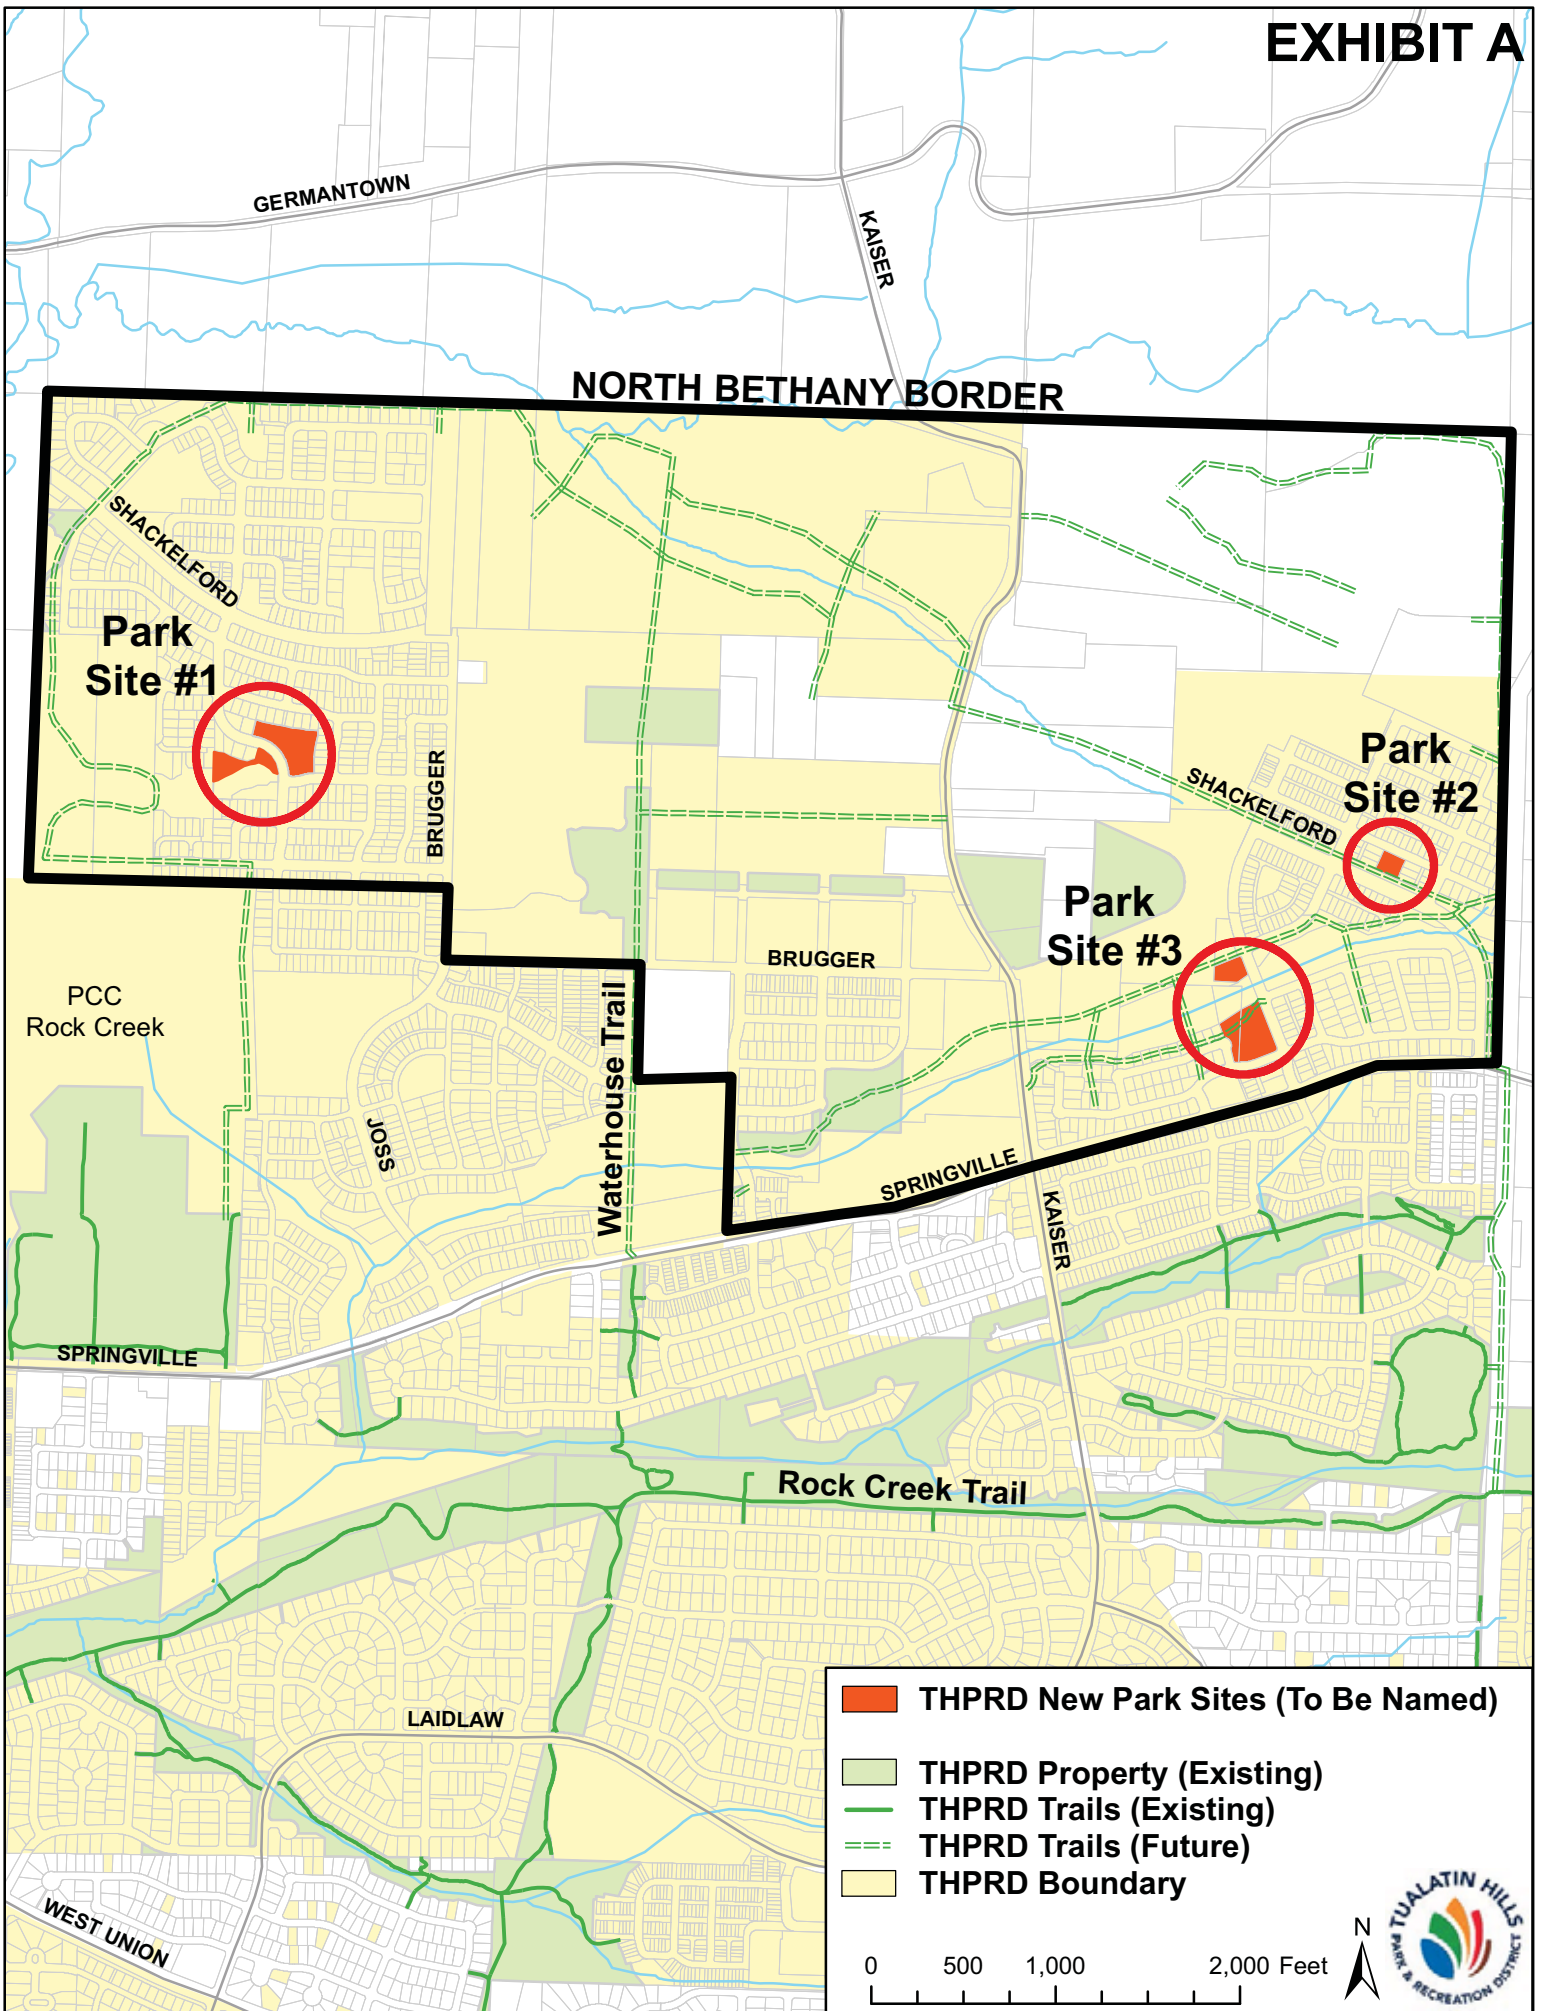 EXHIBIT A
GERMANTOWN
KAISER
NORTH BETHANY BORDER
SHACKELFORD
Park
Site #1
BRUGGER
Park
Site #2
SHACKELFORD
Park
Site #3
BRUGGER
PCC
Rock Creek
Waterhouse Trail
JOSS
SPRINGVILLE
KAISER
SPRINGVILLE
Rock Creek Trail
LAIDLAW
WEST UNION
THPRD New Park Sites (To Be Named)
THPRD Property (Existing)
THPRD Trails (Existing)
THPRD Trails (Future)
THPRD Boundary
0 500 1,000 2,000 Feet
N
TUALATIN HILLS
PARK & RECREATION DISTRICT